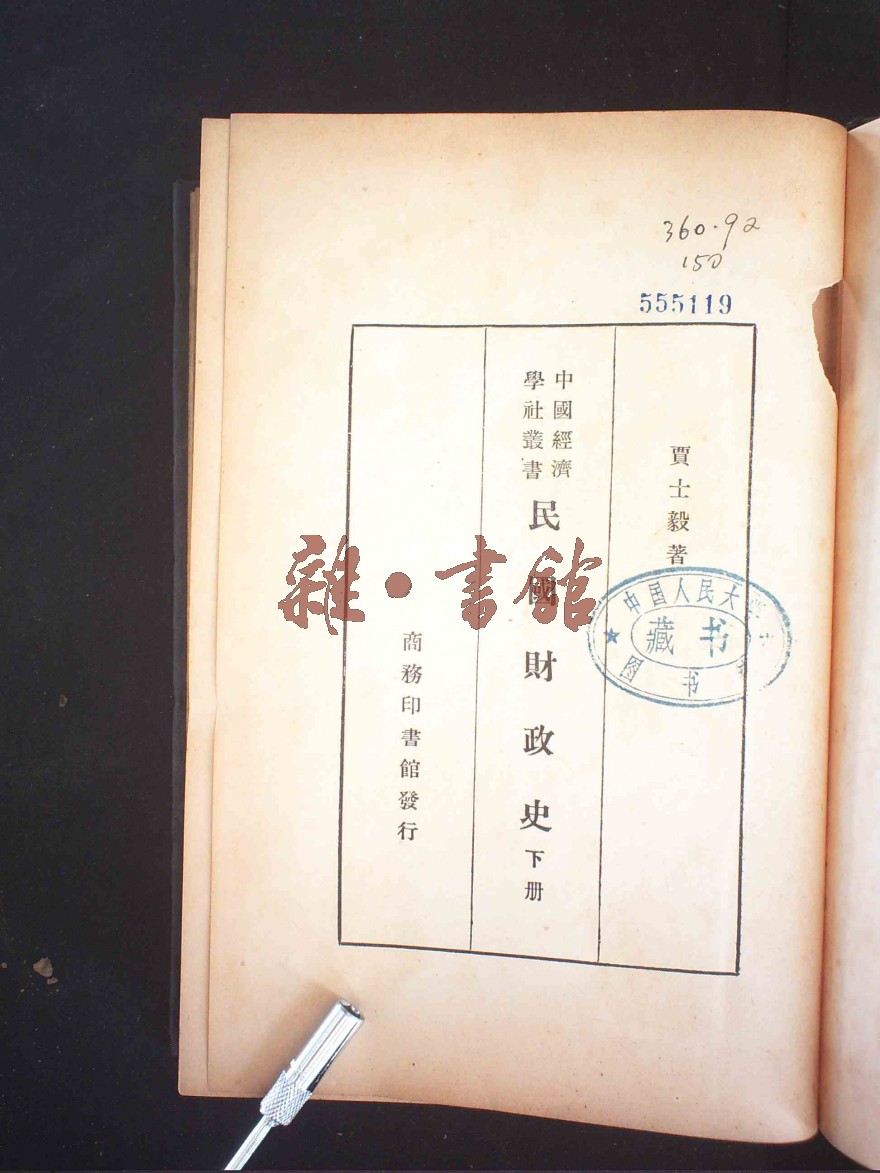 360.92
150
555119
賈士毅著
中國經濟
學社叢書
民國財政史下册
商務印書館發行
雜·書館
中国人民大
藏书
图书